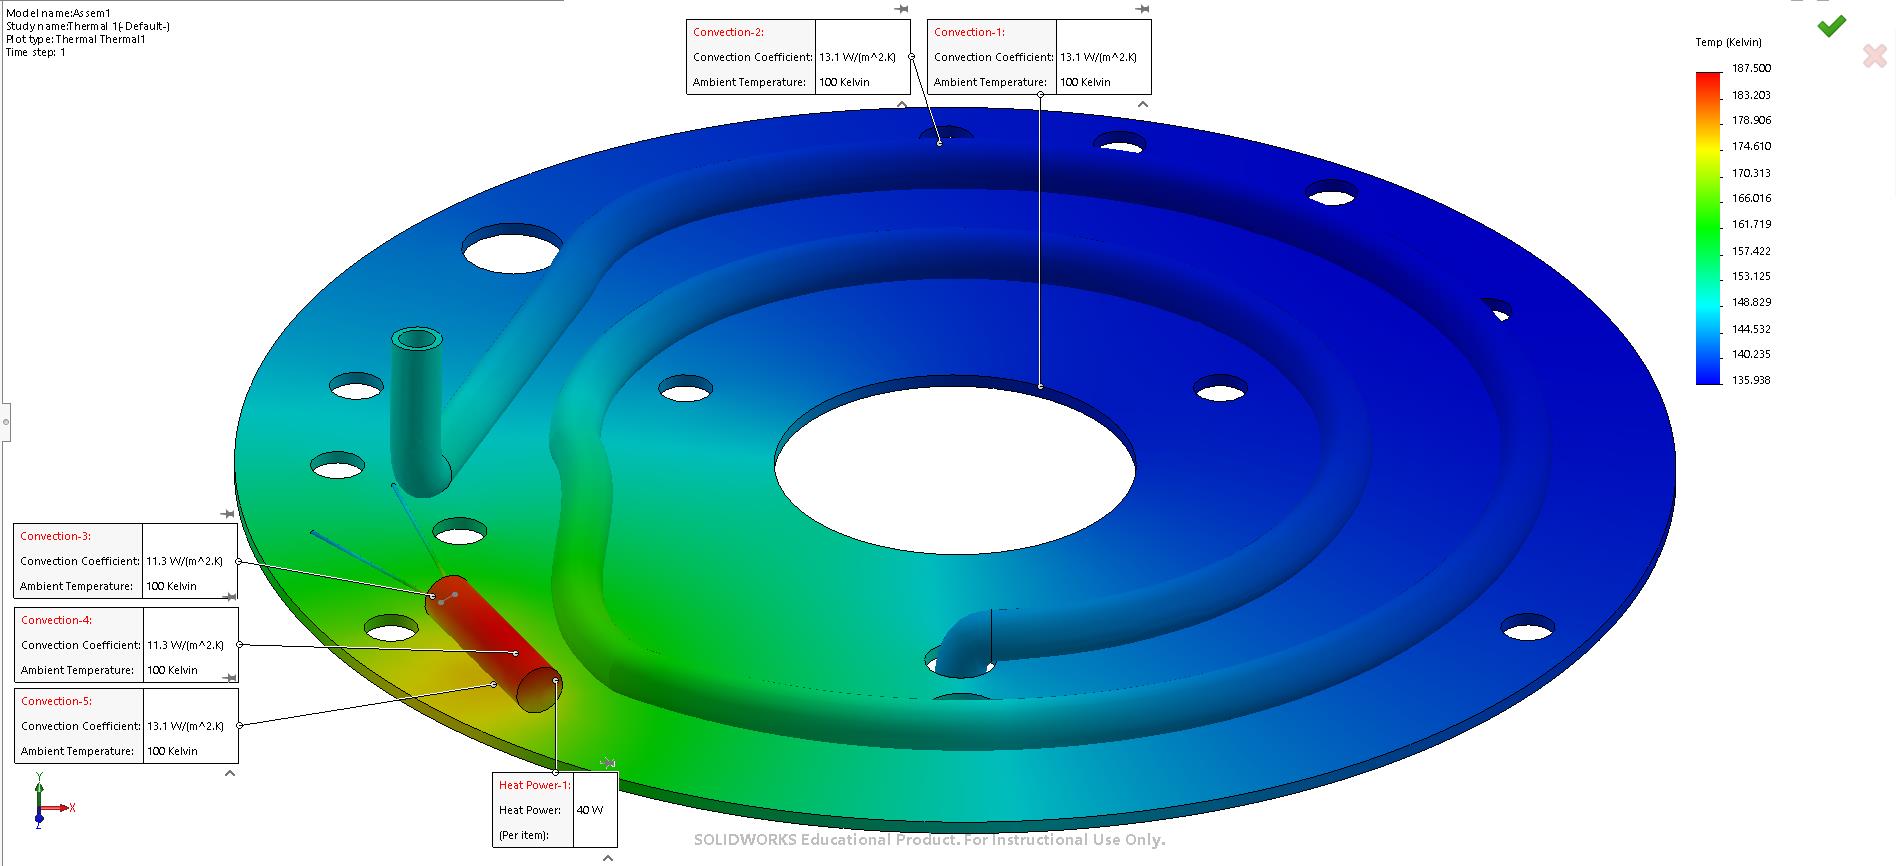 Model name:Assem1
Study name:Thermal 1(-Default-)
Plot type: Thermal Thermal1
Time step: 1
Convection-2:
Convection Coefficient: 13.1 W/(m^2.K)
Ambient Temperature: 100 Kelvin
Convection-1:
Convection Coefficient: 13.1 W/(m^2.K)
Ambient Temperature: 100 Kelvin
Temp (Kelvin)
187.500
183.203
178.906
174.610
170.313
166.016
161.719
157.422
153.125
148.829
144.532
140.235
135.938
Convection-3:
Convection Coefficient: 11.3 W/(m^2.K)
Ambient Temperature: 100 Kelvin
Convection-4:
Convection Coefficient: 11.3 W/(m^2.K)
Ambient Temperature: 100 Kelvin
Convection-5:
Convection Coefficient: 13.1 W/(m^2.K)
Ambient Temperature: 100 Kelvin
Heat Power-1:
Heat Power: 40 W
(Per item):
Y
X
Z
SOLIDWORKS Educational Product. For Instructional Use Only.